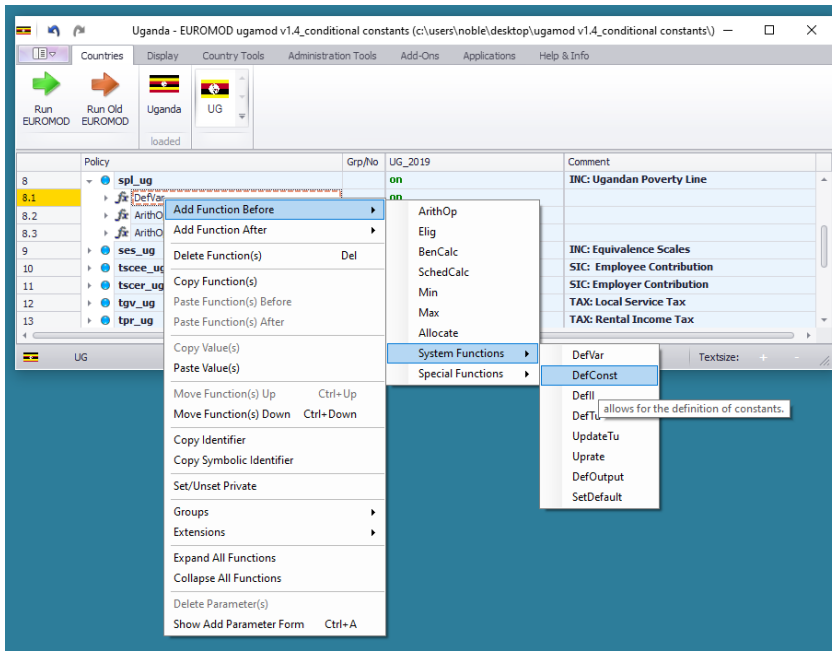 Uganda - EUROMOD ugamod v1.4_conditional constants (c:\users\noble\desktop\ugamod v1.4_conditional constants\)
Countries Display Country Tools Administration Tools Add-Ons Applications Help & Info
Run EUROMOD
Run Old EUROMOD
Uganda
UG
loaded
Policy Grp/No UG_2019 Comment
8 spl_ug on INC: Ugandan Poverty Line
8.1 fx DefVar on
8.2 fx ArithO
8.3 fx ArithO
9 ses_ug INC: Equivalence Scales
10 tscee_ug SIC: Employee Contribution
11 tscer_ug SIC: Employer Contribution
12 tgv_ug TAX: Local Service Tax
13 tpr_ug TAX: Rental Income Tax
UG Textsize: + -
Add Function Before
Add Function After
Delete Function(s) Del
Copy Function(s)
Paste Function(s) Before
Paste Function(s) After
Copy Value(s)
Paste Value(s)
Move Function(s) Up Ctrl+Up
Move Function(s) Down Ctrl+Down
Copy Identifier
Copy Symbolic Identifier
Set/Unset Private
Groups
Extensions
Expand All Functions
Collapse All Functions
Delete Parameter(s)
Show Add Parameter Form Ctrl+A
ArithOp
Elig
BenCalc
SchedCalc
Min
Max
Allocate
System Functions
Special Functions
DefVar
DefConst
DefIl
allows for the definition of constants.
DefTu
UpdateTu
Uprate
DefOutput
SetDefault